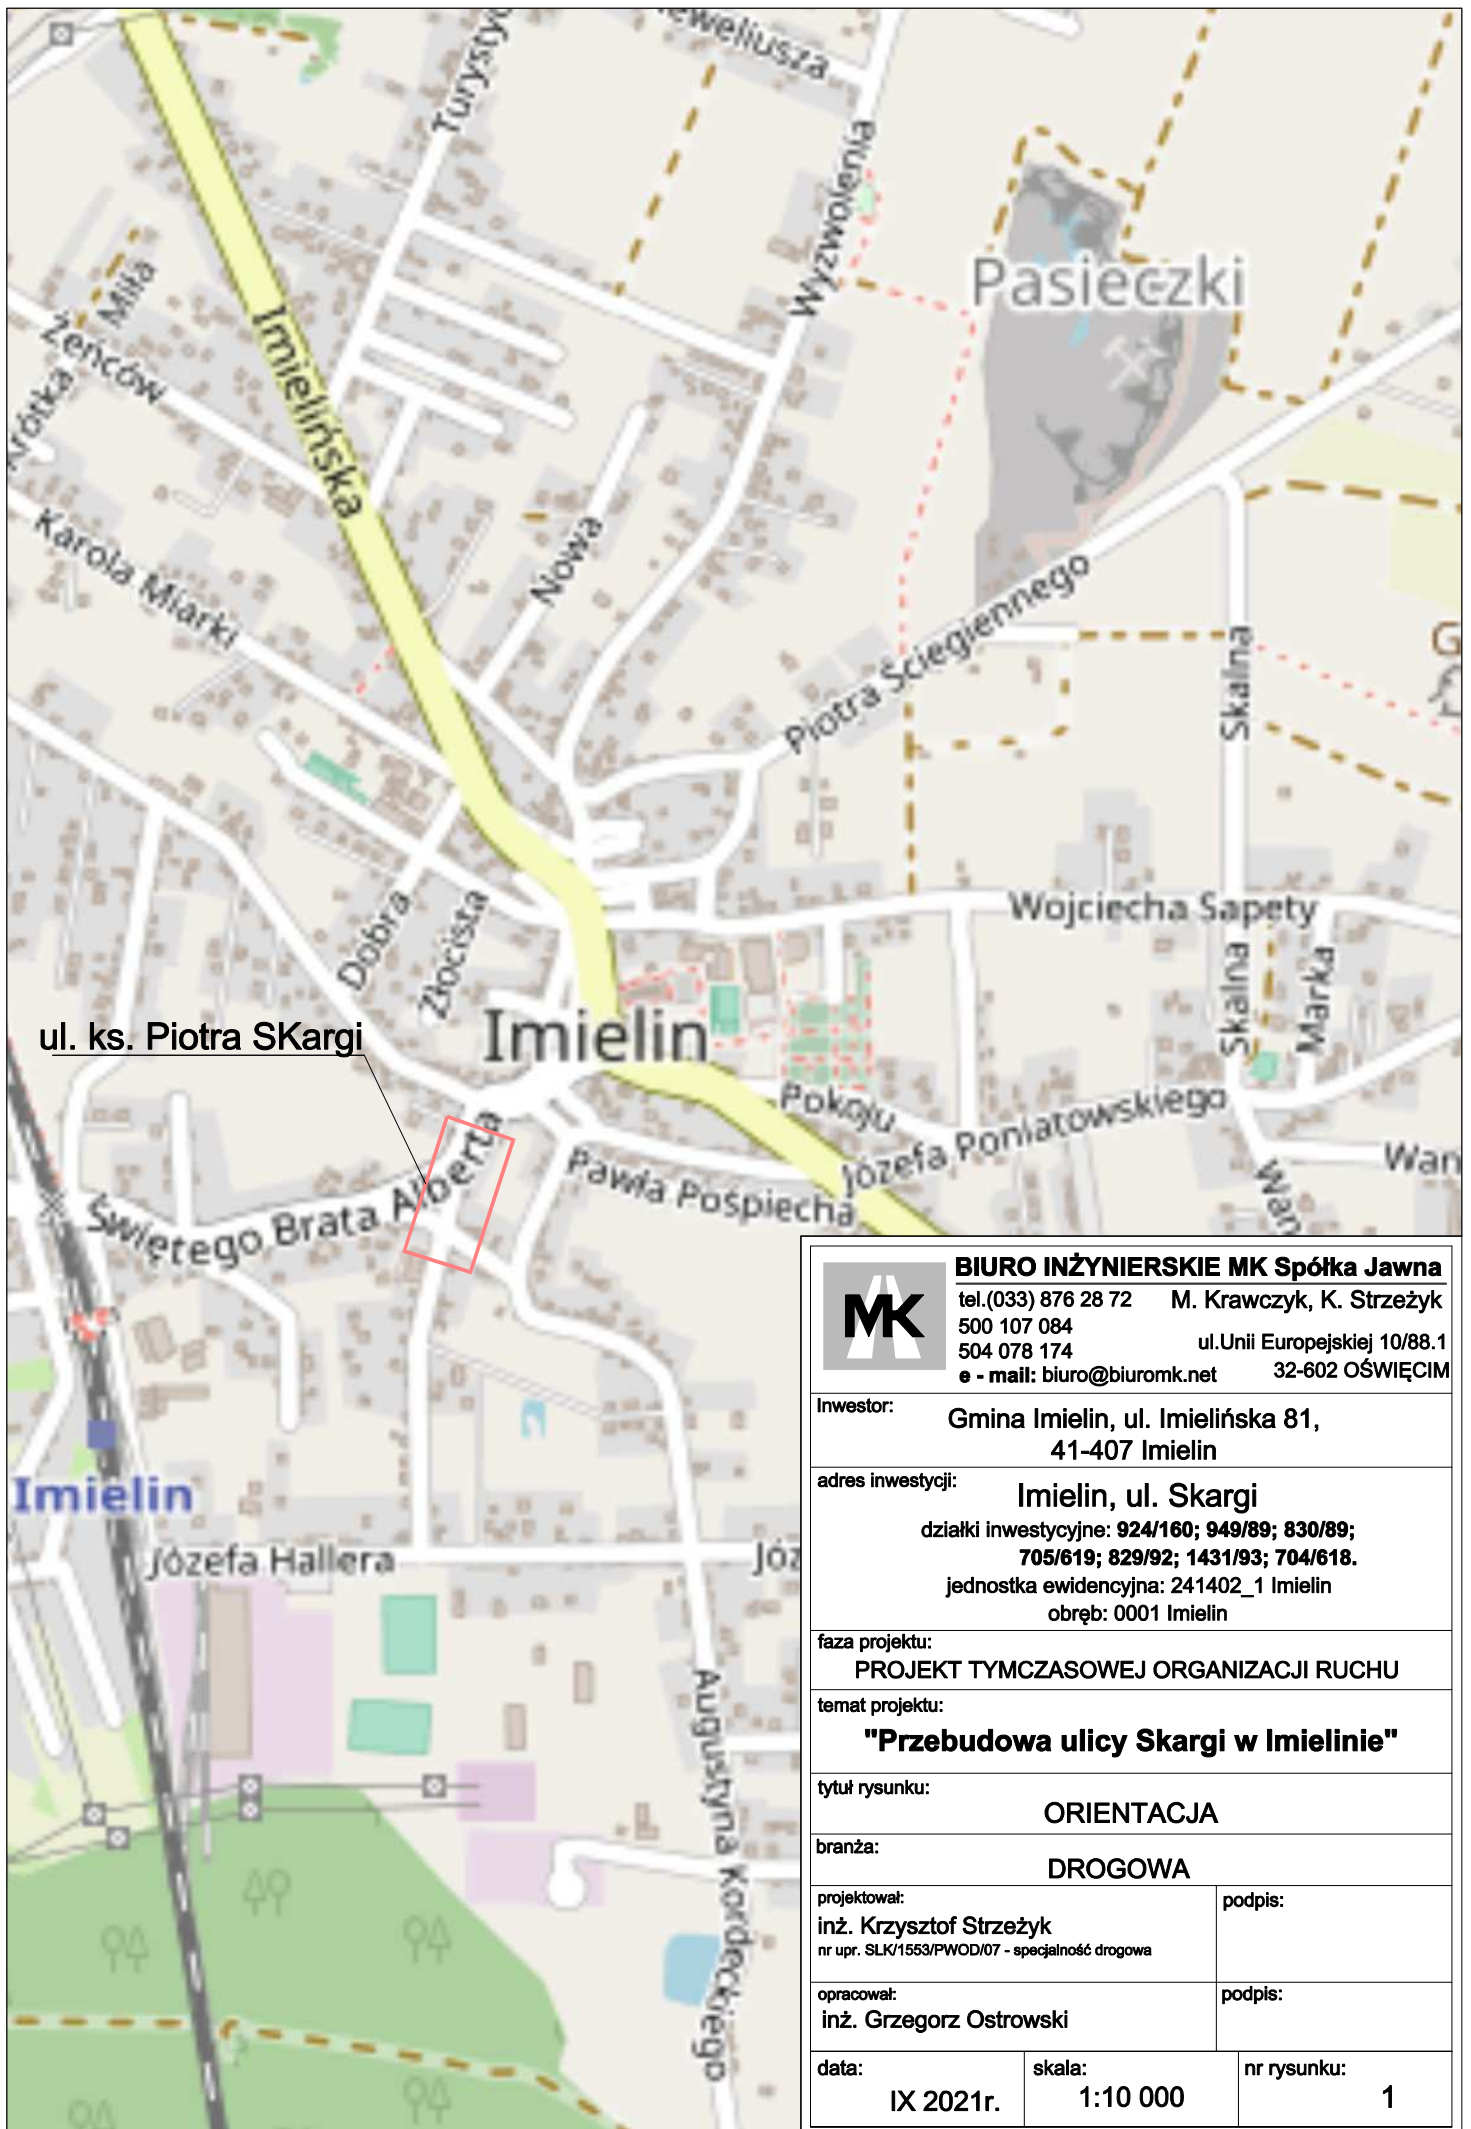 Turystyc
eweliusza
Wyzwolenia
Pasieczki
Miła
Żeńców
rótka
Imielińska
Karola Miarki
Nowa
Piotra Ściegiennego
Skalna
G
Wojciecha Sapety
Dobra
Złocista
Skalna
Marka
ul. ks. Piotra SKargi
Imielin
Pokoju
Józefa Poniatowskiego
Świętego Brata Alberta
Pawła Pośpiecha
Wan
Wan
Imielin
Józefa Hallera
Józ
Augustyna Kordeckiego
MK
BIURO INŻYNIERSKIE MK Spółka Jawna
tel.(033) 876 28 72 M. Krawczyk, K. Strzeżyk
500 107 084
504 078 174 ul.Unii Europejskiej 10/88.1
e - mail: biuro@biuromk.net 32-602 OŚWIĘCIM
Inwestor:
Gmina Imielin, ul. Imielińska 81,
41-407 Imielin
adres inwestycji:
Imielin, ul. Skargi
działki inwestycyjne: 924/160; 949/89; 830/89;
705/619; 829/92; 1431/93; 704/618.
jednostka ewidencyjna: 241402_1 Imielin
obręb: 0001 Imielin
faza projektu:
PROJEKT TYMCZASOWEJ ORGANIZACJI RUCHU
temat projektu:
"Przebudowa ulicy Skargi w Imielinie"
tytuł rysunku:
ORIENTACJA
branża:
DROGOWA
projektował: podpis:
inż. Krzysztof Strzeżyk
nr upr. SLK/1553/PWOD/07 - specjalność drogowa
opracował: podpis:
inż. Grzegorz Ostrowski
data: skala: nr rysunku:
IX 2021r. 1:10 000 1